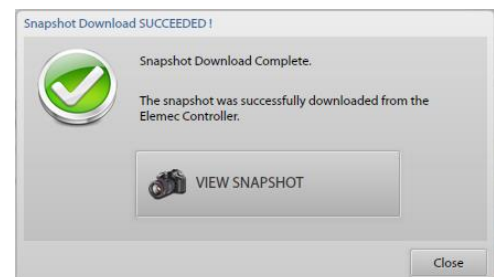 Snapshot Download SUCCEEDED !
Snapshot Download Complete.
The snapshot was successfully downloaded from the
Elemec Controller.
VIEW SNAPSHOT
Close